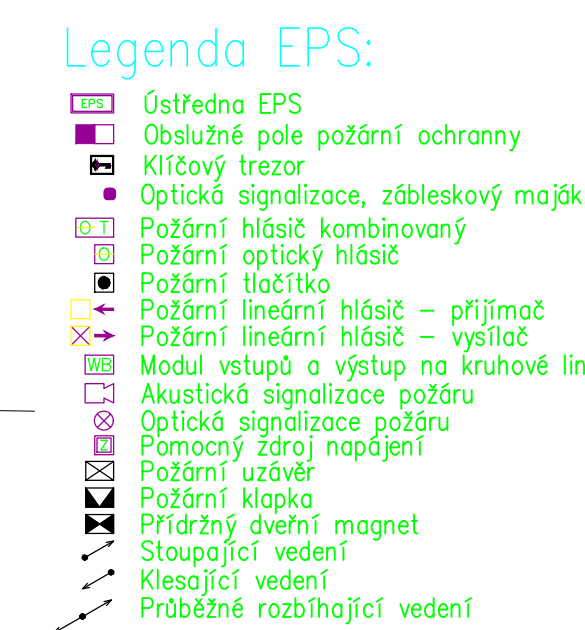 Legenda EPS:
EPS Ústředna EPS
Obslužné pole požární ochranny
Klíčový trezor
Optická signalizace, zábleskový maják
O T Požární hlásič kombinovaný
O Požární optický hlásič
Požární tlačítko
Požární lineární hlásič – přijímač
Požární lineární hlásič – vysílač
WB Modul vstupů a výstup na kruhové lin
Akustická signalizace požáru
Optická signalizace požáru
Z Pomocný zdroj napájení
Požární uzávěr
Požární klapka
Přídržný dveřní magnet
Stoupající vedení
Klesající vedení
Průběžné rozbíhající vedení